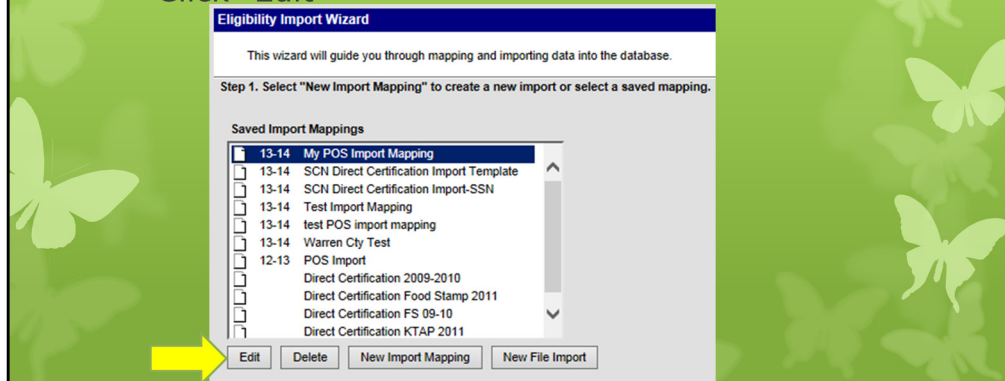 Click "Edit"
Eligibility Import Wizard
This wizard will guide you through mapping and importing data into the database.
Step 1. Select "New Import Mapping" to create a new import or select a saved mapping.
Saved Import Mappings
13-14 My POS Import Mapping
13-14 SCN Direct Certification Import Template
13-14 SCN Direct Certification Import-SSN
13-14 Test Import Mapping
13-14 test POS import mapping
13-14 Warren Cty Test
12-13 POS Import
Direct Certification 2009-2010
Direct Certification Food Stamp 2011
Direct Certification FS 09-10
Direct Certification KTAP 2011
Edit Delete New Import Mapping New File Import